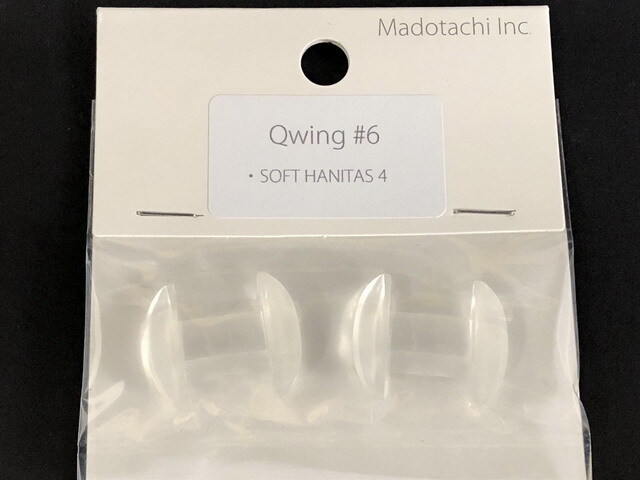 Madotachi Inc.
Qwing #6
・SOFT HANITAS 4